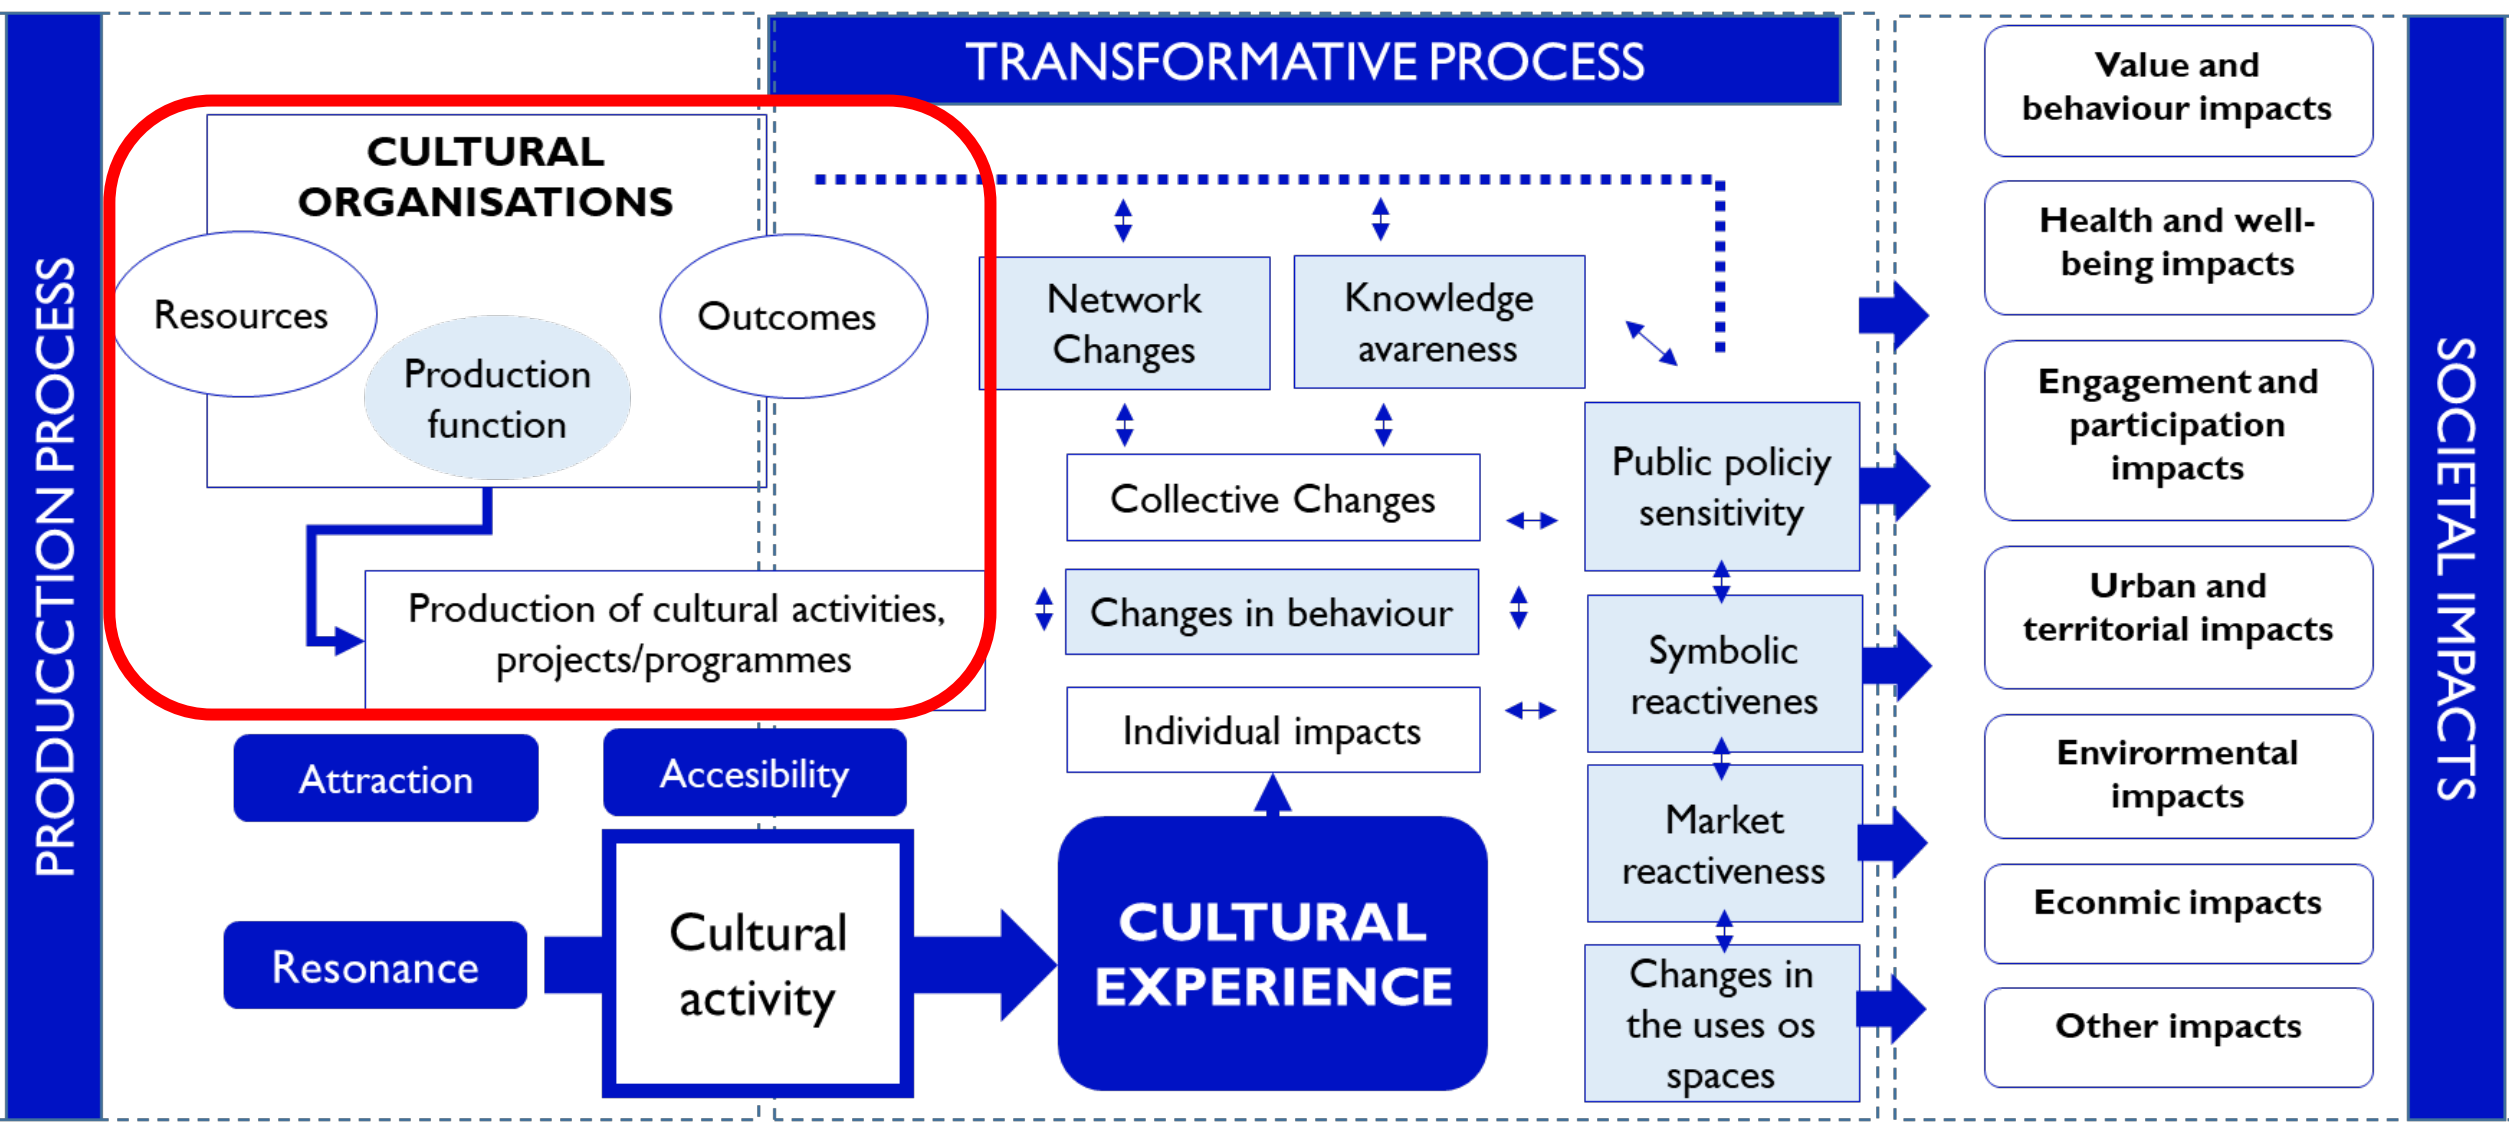 PRODUCCTION PROCESS
TRANSFORMATIVE PROCESS
CULTURAL
ORGANISATIONS
Resources
Production
function
Outcomes
Production of cultural activities,
projects/programmes
Attraction
Accesibility
Resonance
Cultural
activity
CULTURAL
EXPERIENCE
Network
Changes
Knowledge
avareness
Collective Changes
Changes in behaviour
Individual impacts
Public policiy
sensitivity
Symbolic
reactivenes
Market
reactiveness
Changes in
the uses os
spaces
Value and
behaviour impacts
Health and well-
being impacts
Engagement and
participation
impacts
Urban and
territorial impacts
Envirormental
impacts
Econmic impacts
Other impacts
SOCIETAL IMPACTS